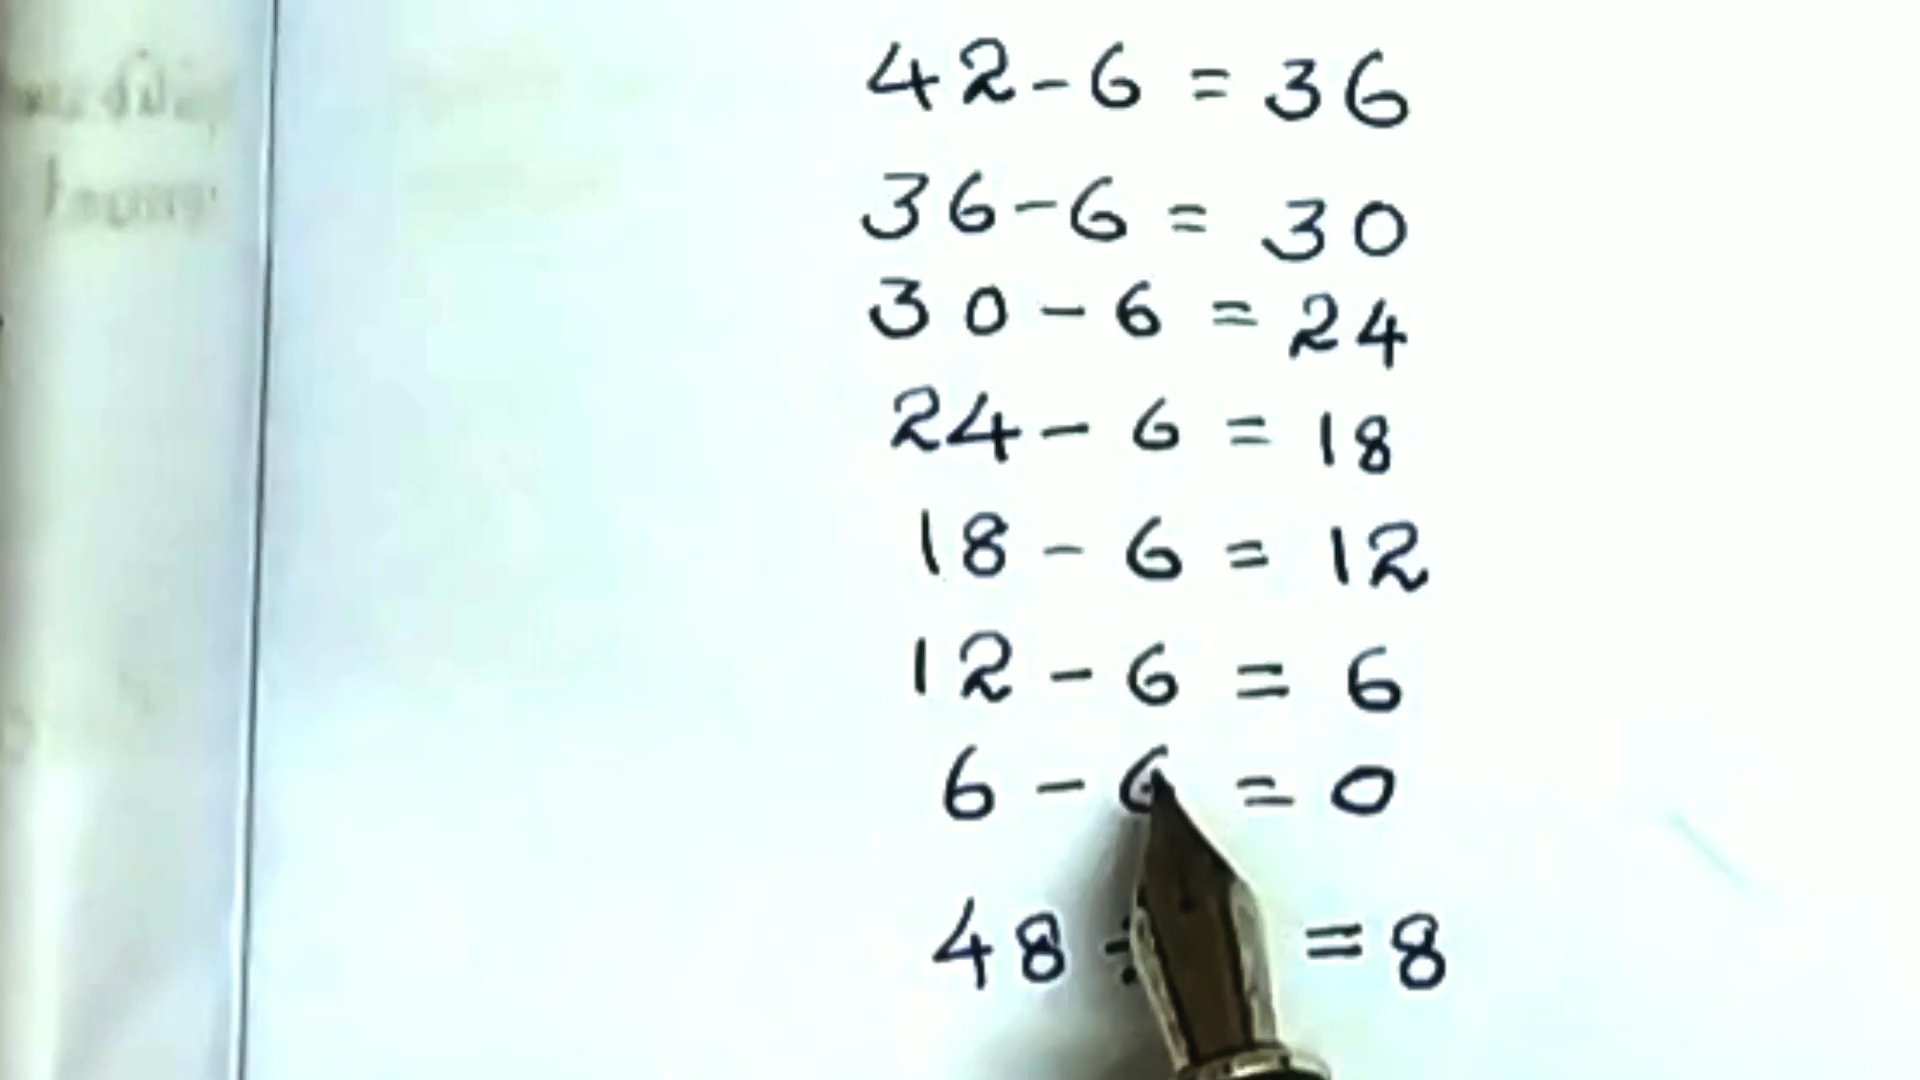 42-6 = 36
36-6 = 30
30-6 = 24
24-6 = 18
18-6 = 12
12-6 = 6
6-6 = 0
48 ÷ = 8